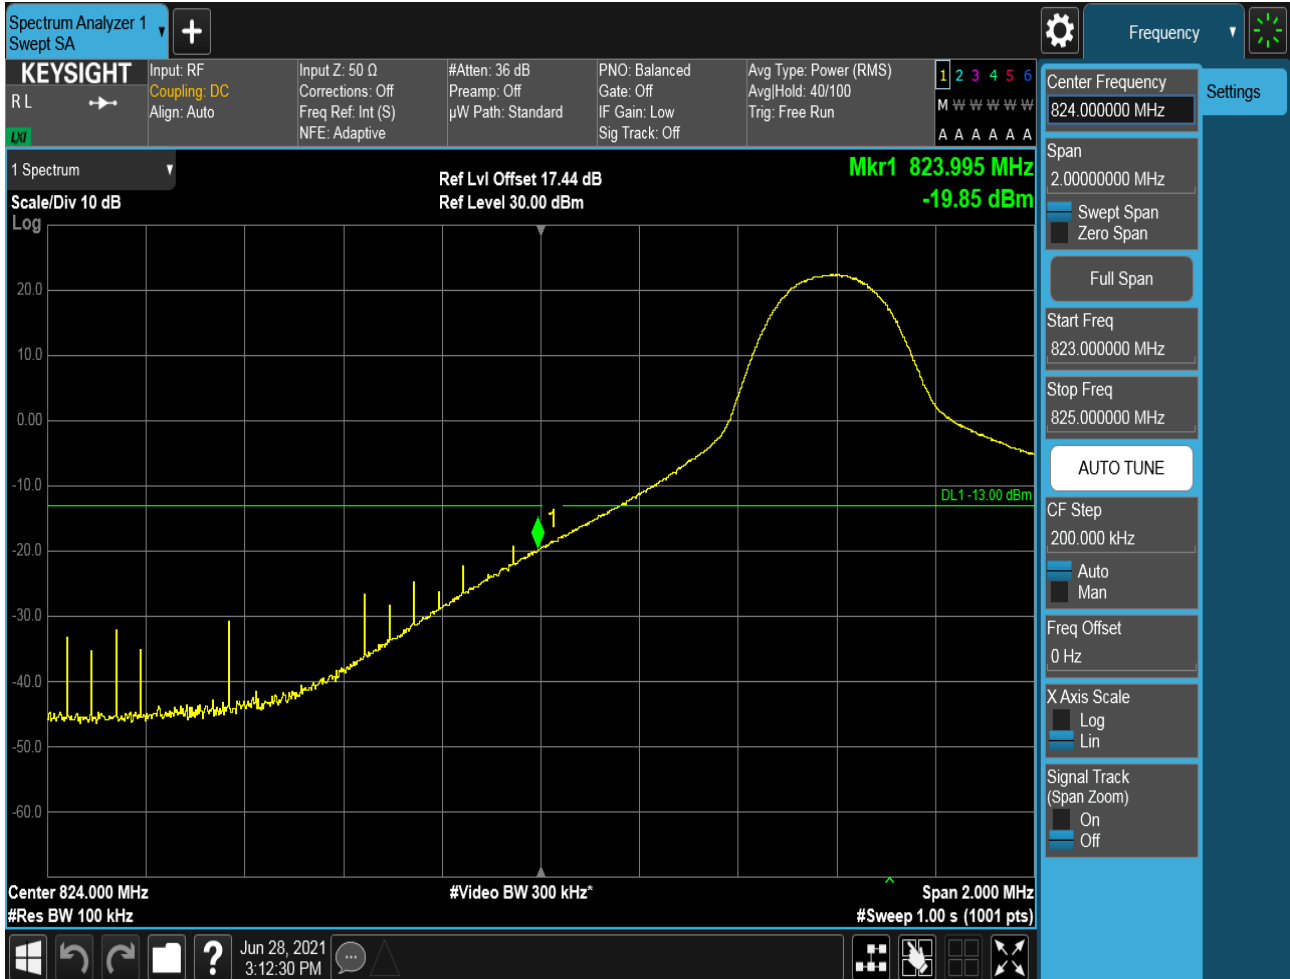 Spectrum Analyzer 1
Swept SA
Frequency
KEYSIGHT
R L
LXI
Input: RF
Coupling: DC
Align: Auto
Input Z: 50 Ω
Corrections: Off
Freq Ref: Int (S)
NFE: Adaptive
#Atten: 36 dB
Preamp: Off
µW Path: Standard
PNO: Balanced
Gate: Off
IF Gain: Low
Sig Track: Off
Avg Type: Power (RMS)
Avg|Hold: 40/100
Trig: Free Run
1 2 3 4 5 6
M W W W W W
A A A A A A
1 Spectrum
Scale/Div 10 dB
Log
Ref Lvl Offset 17.44 dB
Ref Level 30.00 dBm
Mkr1 823.995 MHz
-19.85 dBm
20.0
10.0
0.00
-10.0
-20.0
-30.0
-40.0
-50.0
-60.0
DL1 -13.00 dBm
1
Center 824.000 MHz
#Res BW 100 kHz
#Video BW 300 kHz*
Span 2.000 MHz
#Sweep 1.00 s (1001 pts)
Center Frequency
824.000000 MHz
Settings
Span
2.00000000 MHz
Swept Span
Zero Span
Full Span
Start Freq
823.000000 MHz
Stop Freq
825.000000 MHz
AUTO TUNE
CF Step
200.000 kHz
Auto
Man
Freq Offset
0 Hz
X Axis Scale
Log
Lin
Signal Track
(Span Zoom)
On
Off
?
Jun 28, 2021
3:12:30 PM